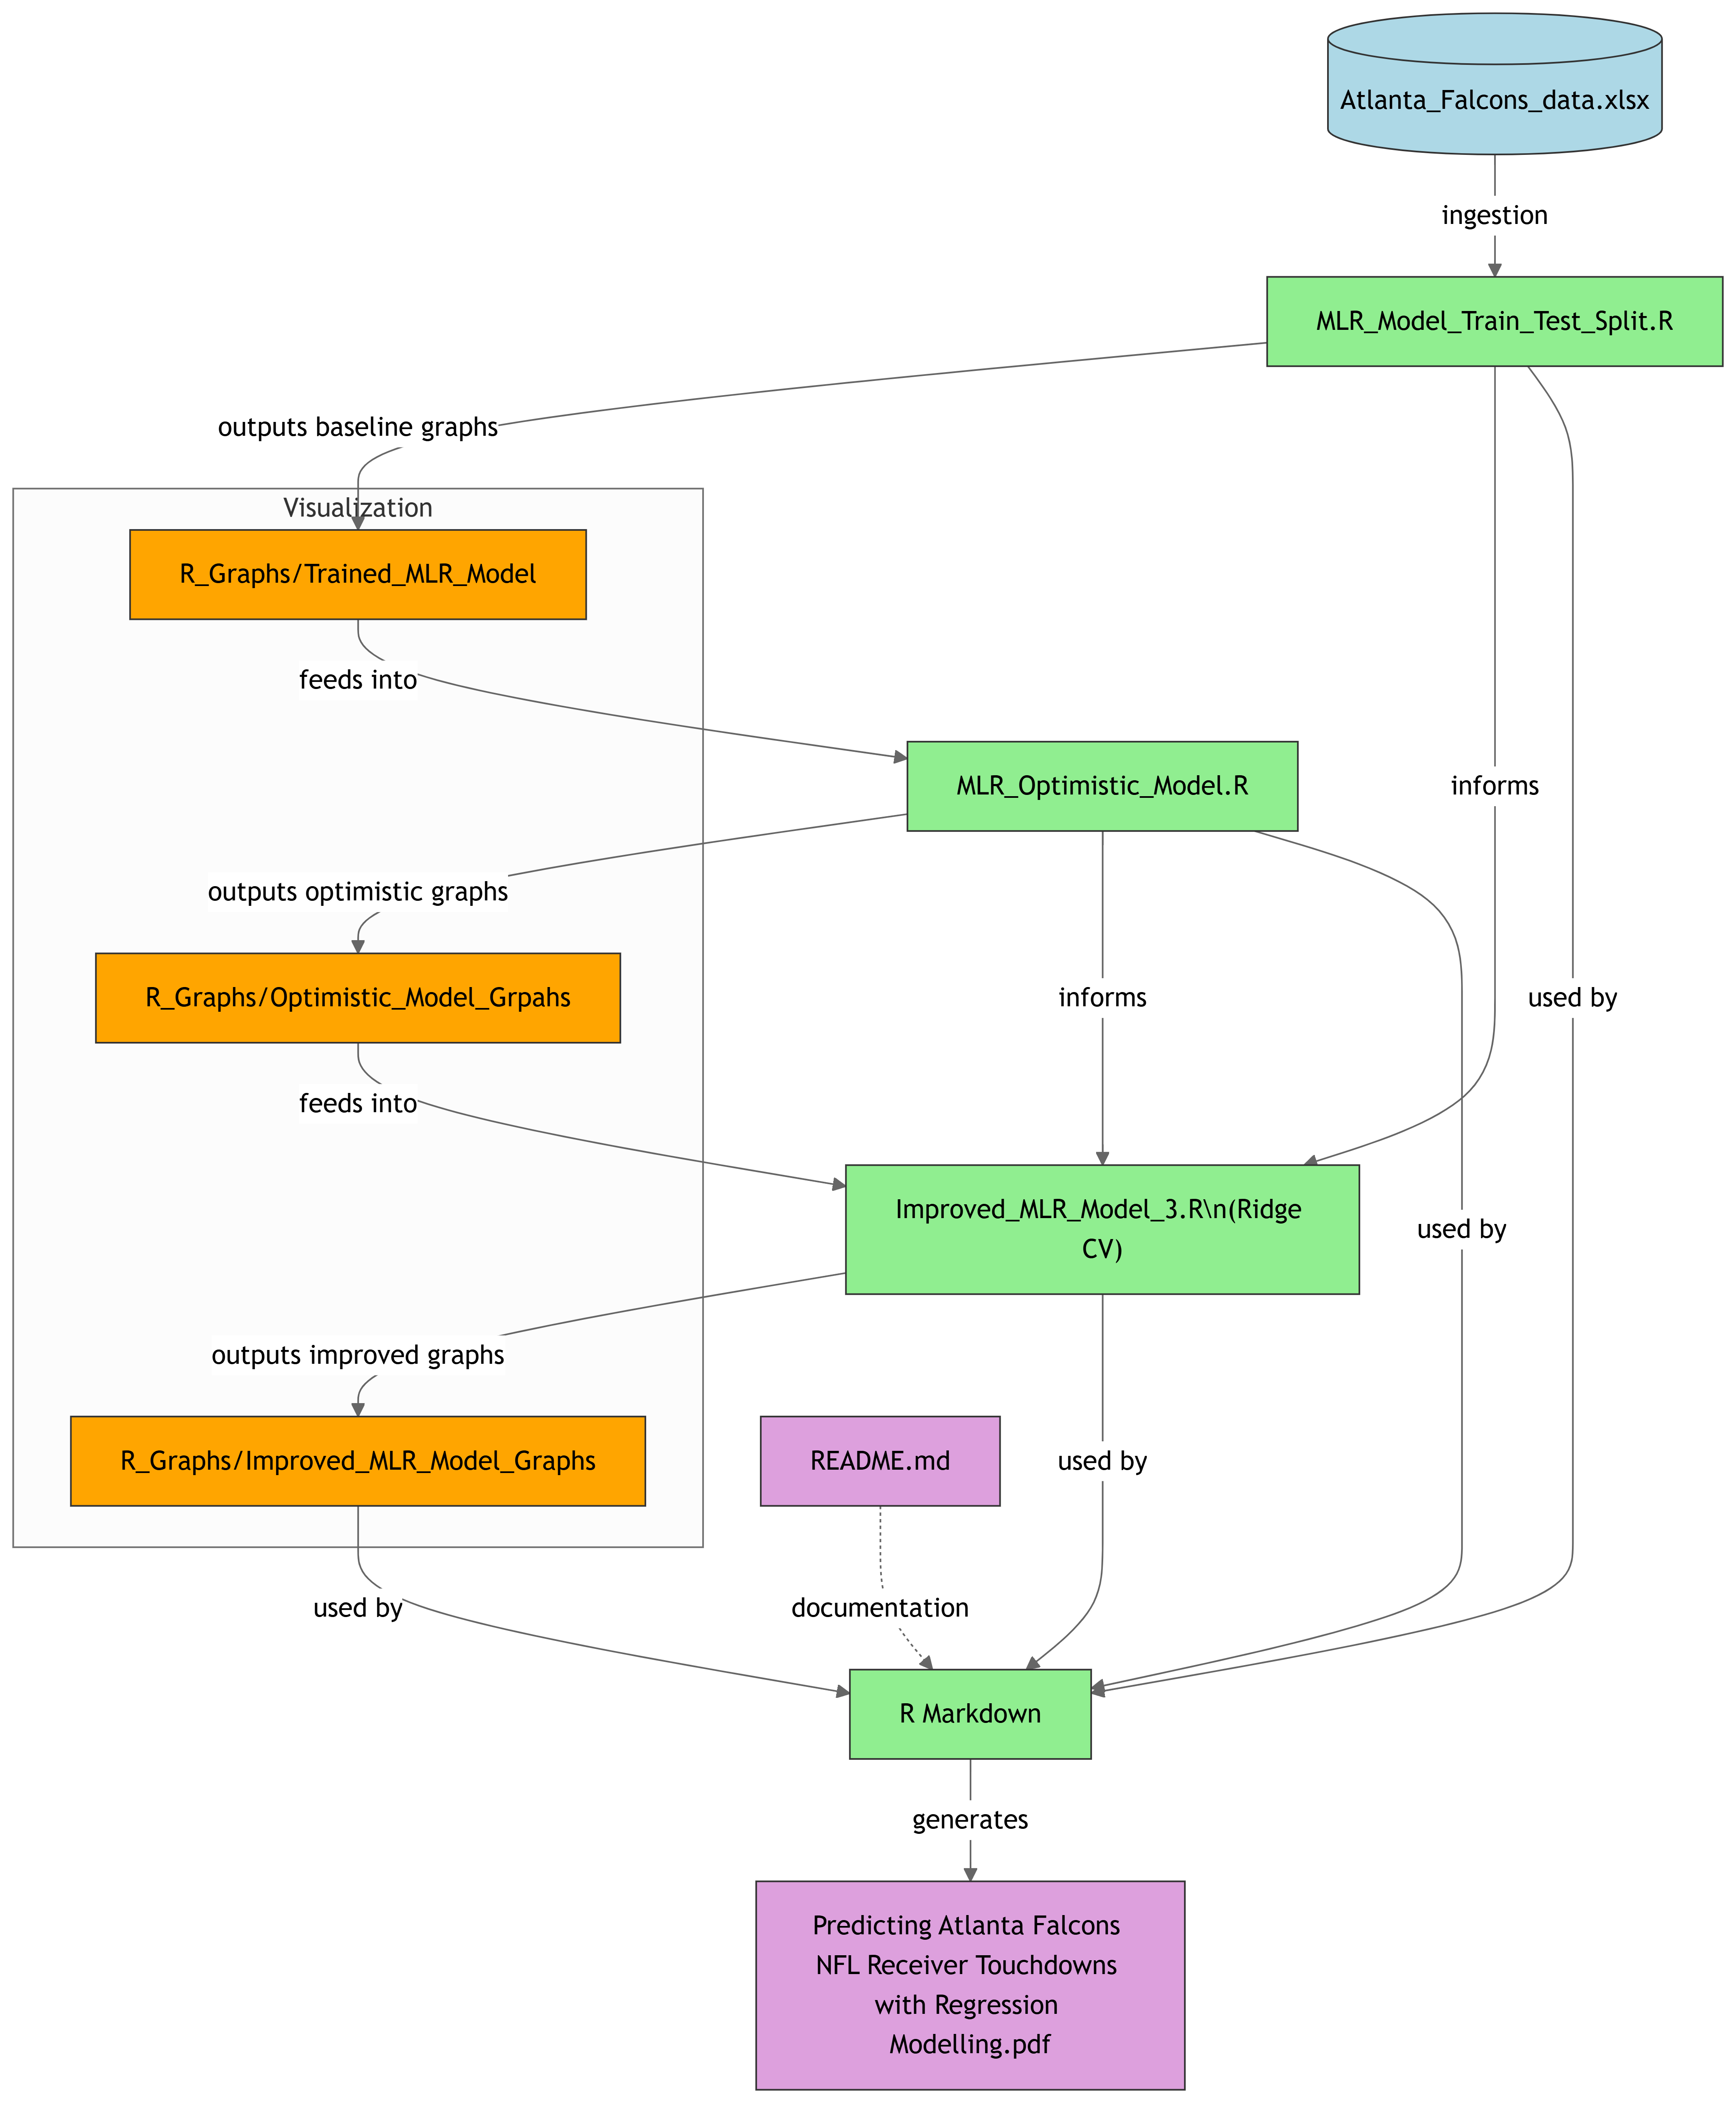 Atlanta_Falcons_data.xlsx
ingestion
MLR_Model_Train_Test_Split.R
outputs baseline graphs
Visualization
R_Graphs/Trained_MLR_Model
feeds into
MLR_Optimistic_Model.R
informs
outputs optimistic graphs
R_Graphs/Optimistic_Model_Grpahs
informs
used by
feeds into
Improved_MLR_Model_3.R\n(Ridge
CV)
used by
outputs improved graphs
R_Graphs/Improved_MLR_Model_Graphs
README.md
used by
used by
documentation
R Markdown
generates
Predicting Atlanta Falcons
NFL Receiver Touchdowns
with Regression
Modelling.pdf